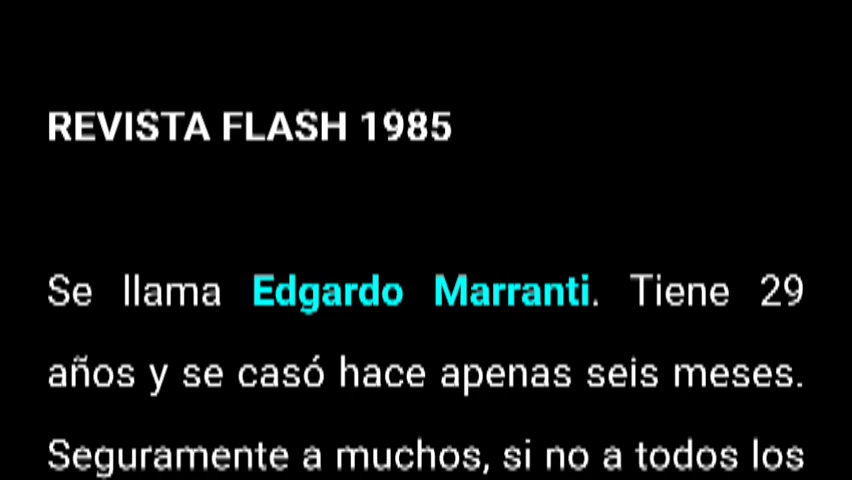 REVISTA FLASH 1985
Se llama Edgardo Marranti. Tiene 29
años y se casó hace apenas seis meses.
Seguramente a muchos, si no a todos los